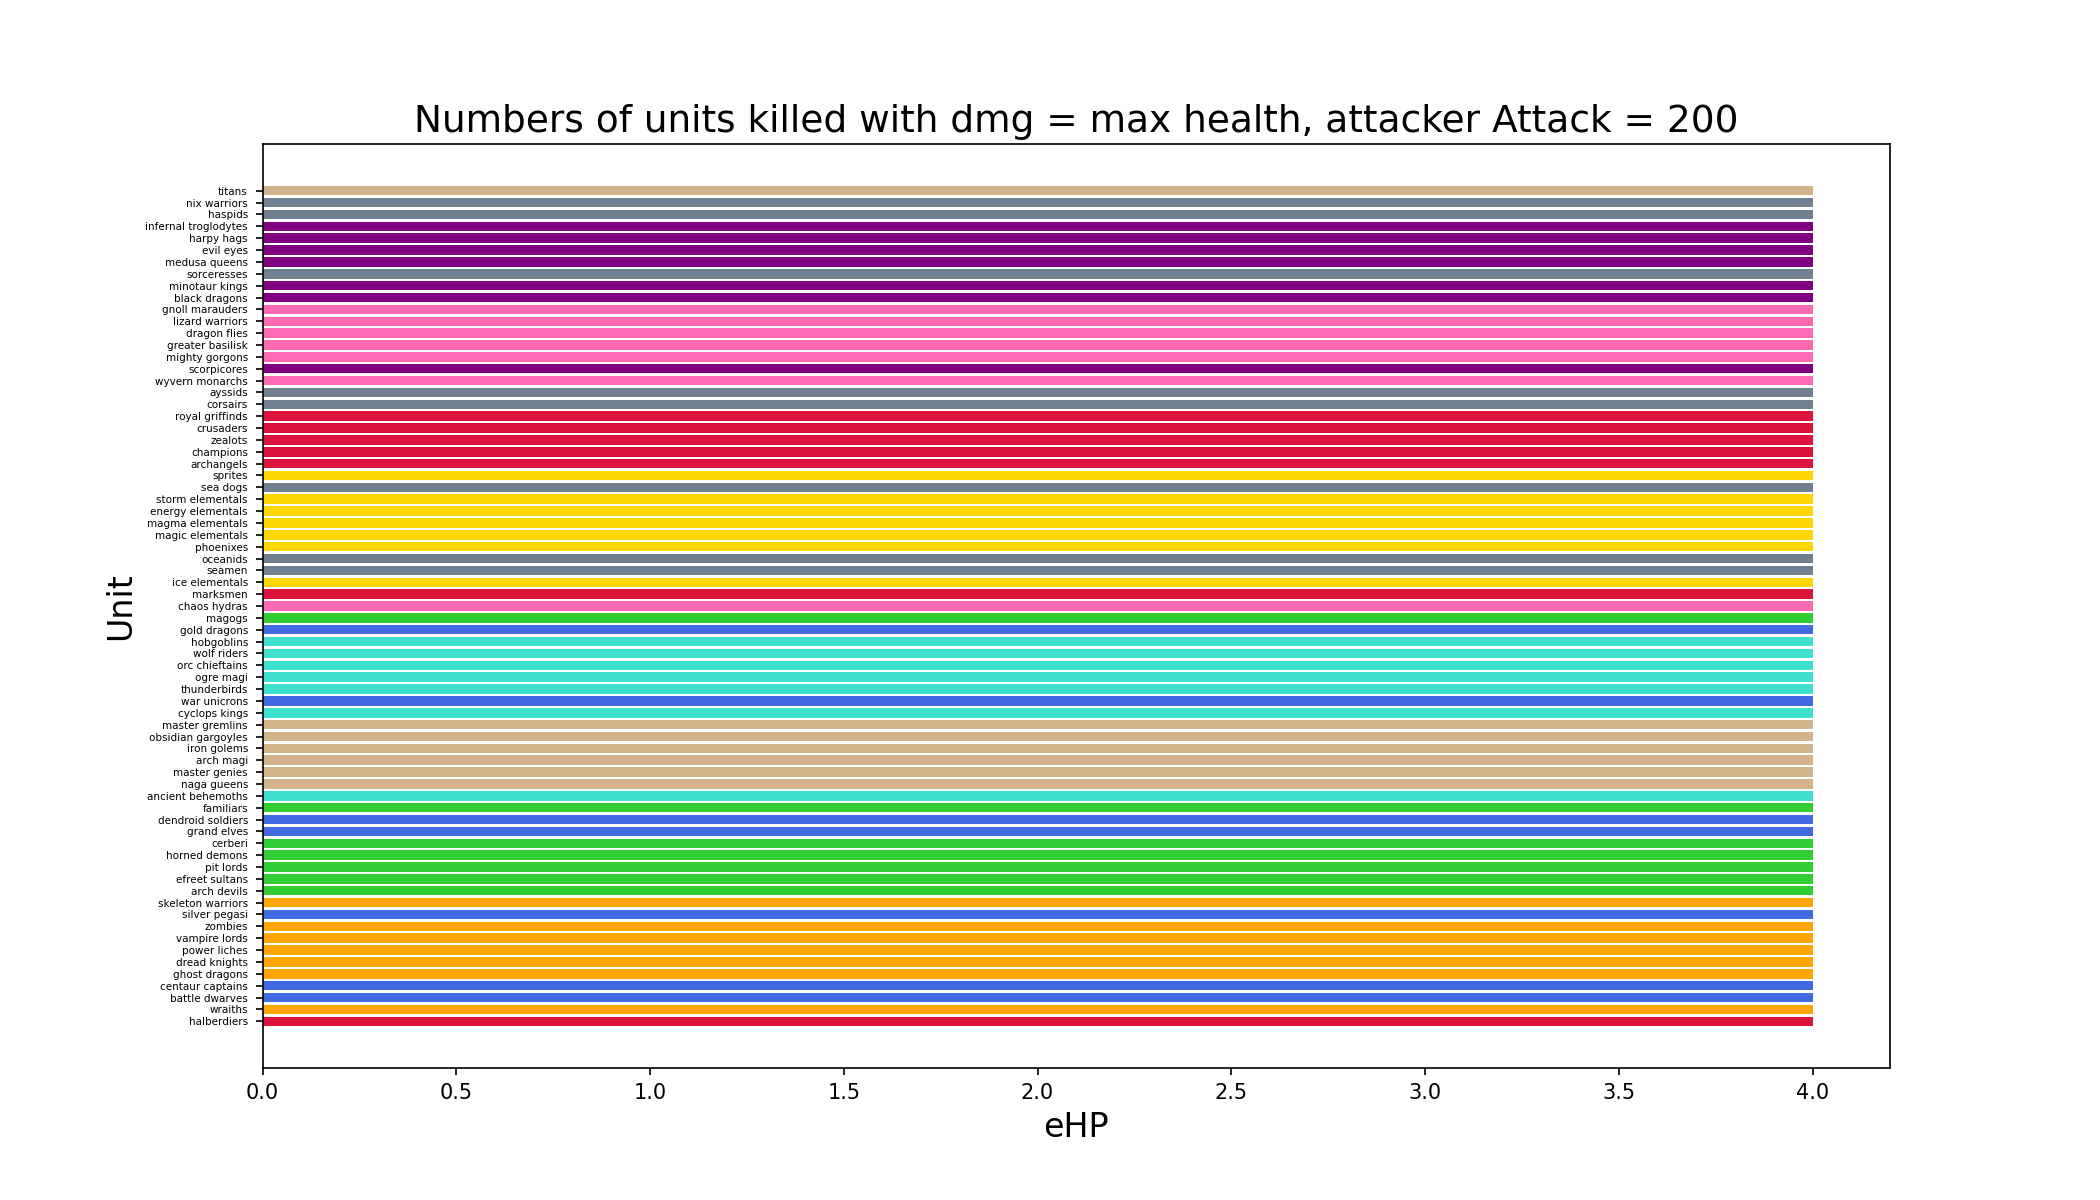 Numbers of units killed with dmg = max health, attacker Attack = 200
titans
nix warriors
haspids
infernal troglodytes
harpy hags
evil eyes
medusa queens
sorceresses
minotaur kings
black dragons
gnoll marauders
lizard warriors
dragon flies
greater basilisk
mighty gorgons
scorpicores
wyvern monarchs
ayssids
corsairs
royal griffinds
crusaders
zealots
champions
archangels
sprites
sea dogs
storm elementals
energy elementals
magma elementals
magic elementals
phoenixes
oceanids
seamen
ice elementals
marksmen
chaos hydras
magogs
gold dragons
hobgoblins
wolf riders
orc chieftains
ogre magi
thunderbirds
war unicrons
cyclops kings
master gremlins
obsidian gargoyles
iron golems
arch magi
master genies
naga gueens
ancient behemoths
familiars
dendroid soldiers
grand elves
cerberi
horned demons
pit lords
efreet sultans
arch devils
skeleton warriors
silver pegasi
zombies
vampire lords
power liches
dread knights
ghost dragons
centaur captains
battle dwarves
wraiths
halberdiers
Unit
0.0 0.5 1.0 1.5 2.0 2.5 3.0 3.5 4.0
eHP